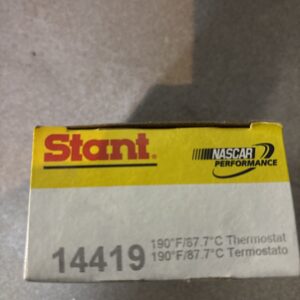 Stant.
NASCAR
PERFORMANCE
14419
190°F/87.7°C Thermostat
190°F/87.7°C Termostato